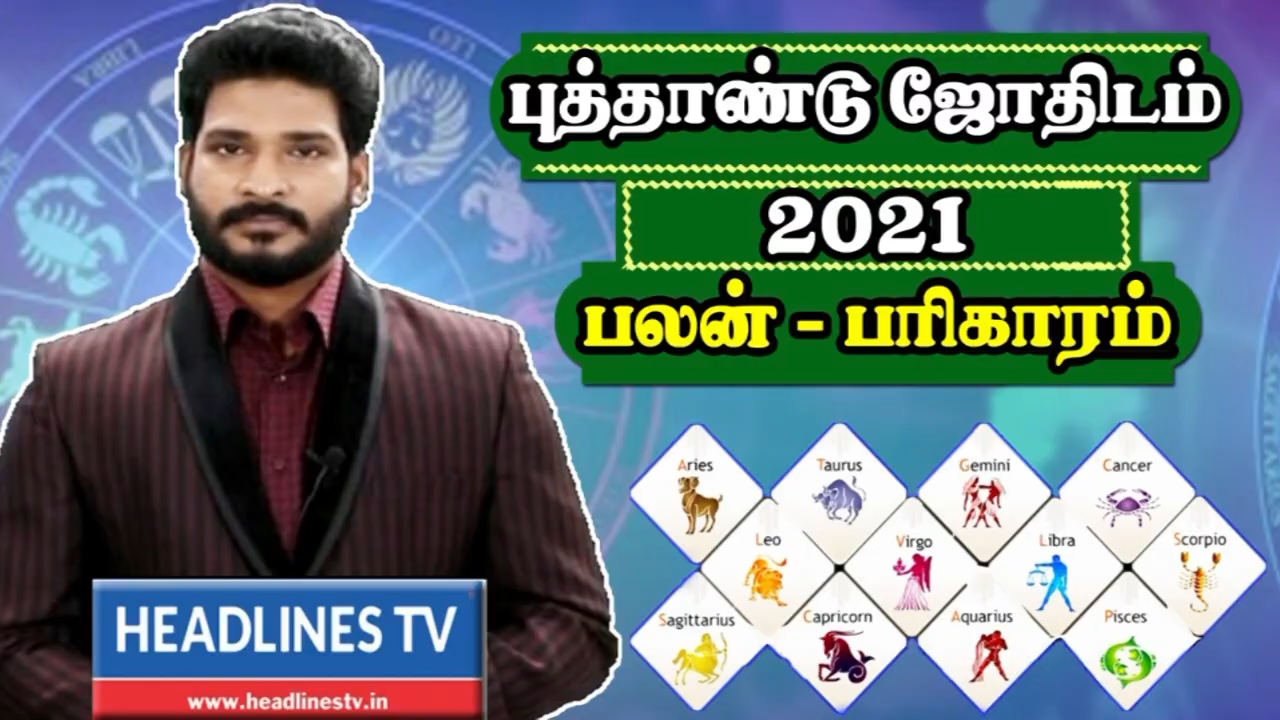 புத்தாண்டு ஜோதிடம்
2021
பலன் - பரிகாரம்
Aries
Taurus
Gemini
Cancer
Leo
Virgo
Libra
Scorpio
Sagittarius
Capricorn
Aquarius
Pisces
HEADLINES TV
www.headlinestv.in